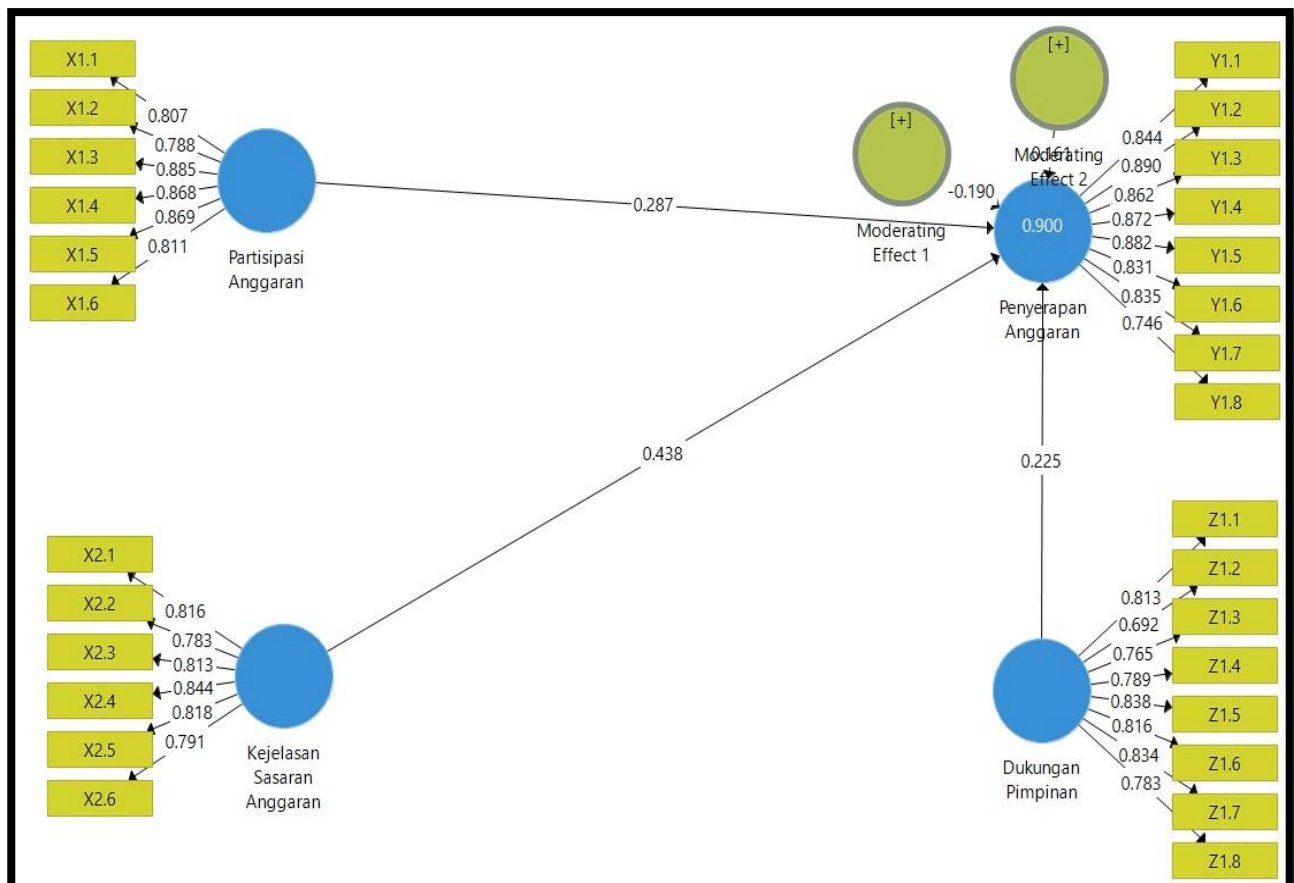 X1.1
X1.2
X1.3
X1.4
X1.5
X1.6
0.807
0.788
0.885
0.868
0.869
0.811
Partisipasi
Anggaran
0.287
[+]
Moderating
Effect 1
-0.190
[+]
Moderating
Effect 2
0.900
Penyerapan
Anggaran
0.844
0.890
0.862
0.872
0.882
0.831
0.835
0.746
Y1.1
Y1.2
Y1.3
Y1.4
Y1.5
Y1.6
Y1.7
Y1.8
0.438
0.225
X2.1
X2.2
X2.3
X2.4
X2.5
X2.6
0.816
0.783
0.813
0.844
0.818
0.791
Kejelasan
Sasaran
Anggaran
Dukungan
Pimpinan
0.813
0.692
0.765
0.789
0.838
0.816
0.834
0.783
Z1.1
Z1.2
Z1.3
Z1.4
Z1.5
Z1.6
Z1.7
Z1.8